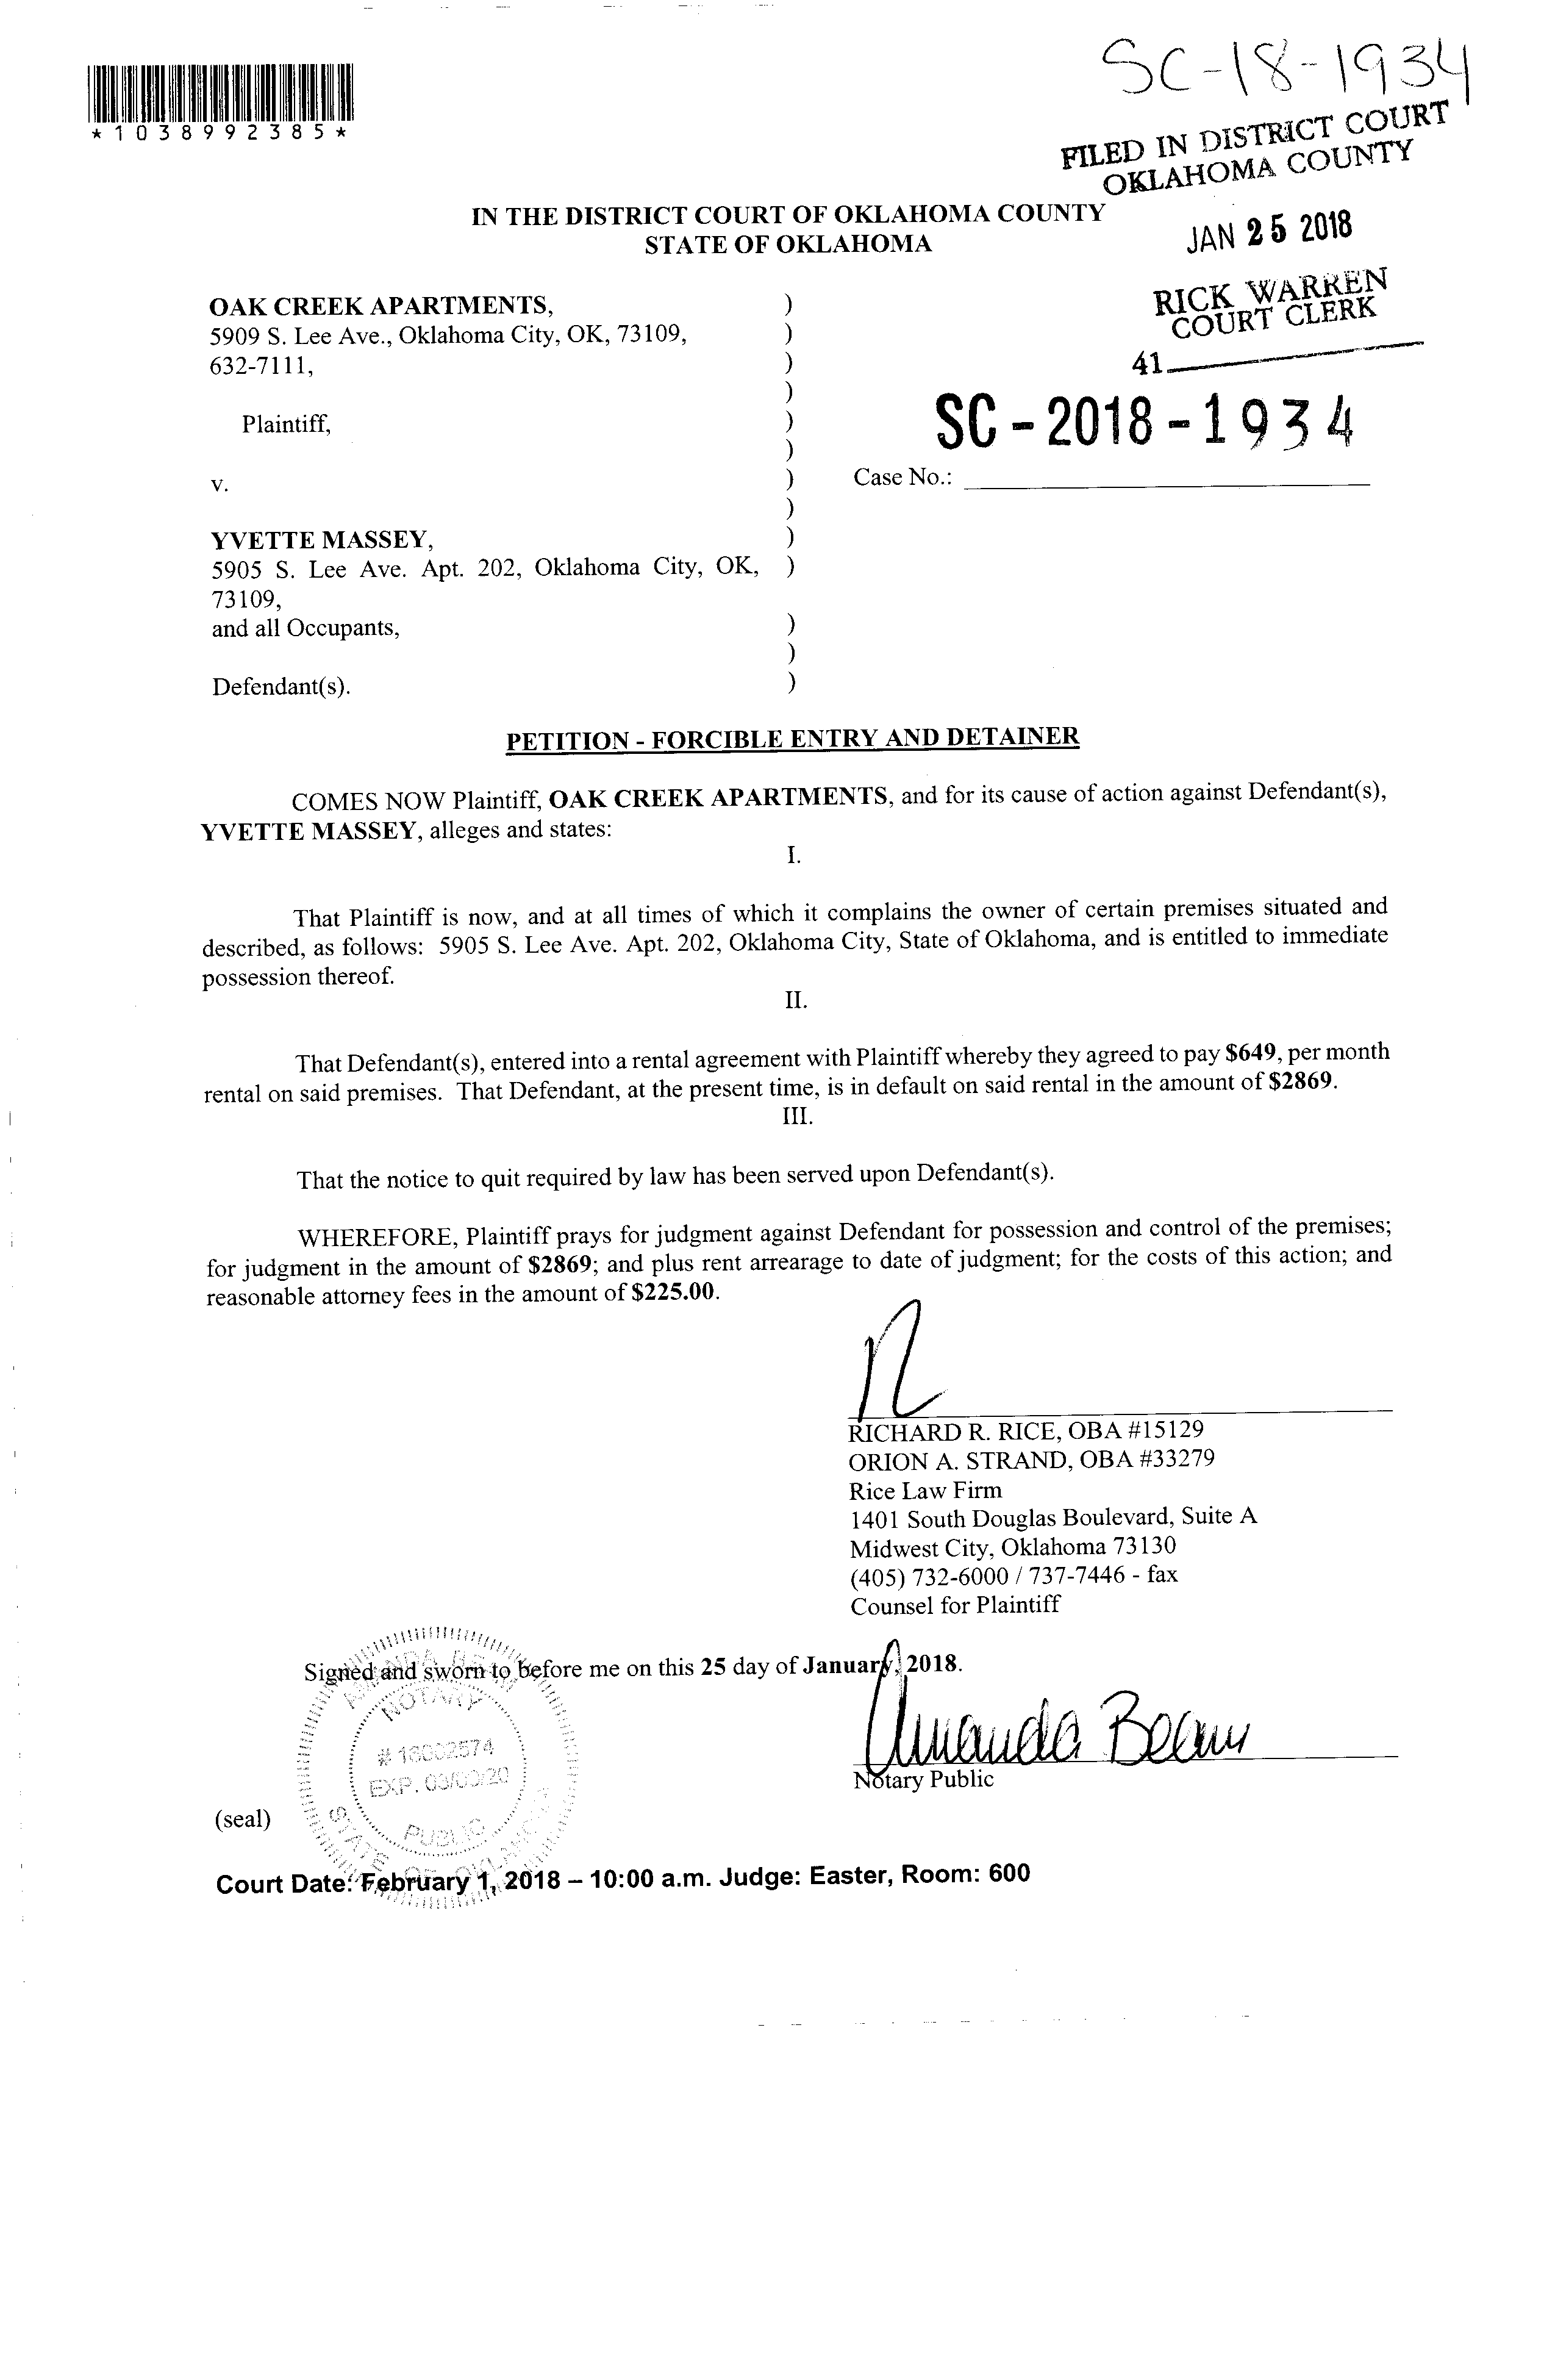 SC-18-1934
*1038992385*
FILED IN DISTRICT COURT
OKLAHOMA COUNTY
IN THE DISTRICT COURT OF OKLAHOMA COUNTY
STATE OF OKLAHOMA
JAN 25 2018
RICK WARREN
COURT CLERK
41
OAK CREEK APARTMENTS, )
5909 S. Lee Ave., Oklahoma City, OK, 73109, )
632-7111, )
)
Plaintiff, )
SC-2018-1934
)
v. ) Case No.:
)
YVETTE MASSEY, )
5905 S. Lee Ave. Apt. 202, Oklahoma City, OK, )
73109,
and all Occupants, )
)
Defendant(s). )
PETITION - FORCIBLE ENTRY AND DETAINER
COMES NOW Plaintiff, OAK CREEK APARTMENTS, and for its cause of action against Defendant(s),
YVETTE MASSEY, alleges and states:
I.
That Plaintiff is now, and at all times of which it complains the owner of certain premises situated and
described, as follows: 5905 S. Lee Ave. Apt. 202, Oklahoma City, State of Oklahoma, and is entitled to immediate
possession thereof.
II.
That Defendant(s), entered into a rental agreement with Plaintiff whereby they agreed to pay $649, per month
rental on said premises. That Defendant, at the present time, is in default on said rental in the amount of $2869.
III.
That the notice to quit required by law has been served upon Defendant(s).
WHEREFORE, Plaintiff prays for judgment against Defendant for possession and control of the premises;
for judgment in the amount of $2869; and plus rent arrearage to date of judgment; for the costs of this action; and
reasonable attorney fees in the amount of $225.00.
RICHARD R. RICE, OBA #15129
ORION A. STRAND, OBA #33279
Rice Law Firm
1401 South Douglas Boulevard, Suite A
Midwest City, Oklahoma 73130
(405) 732-6000 / 737-7446 - fax
Counsel for Plaintiff
Signed and sworn to before me on this 25 day of January, 2018.
Amanda Beam
Notary Public
NOTARY
PUBLIC
STATE OF OKLAHOMA
(seal)
Court Date: February 1, 2018 – 10:00 a.m. Judge: Easter, Room: 600